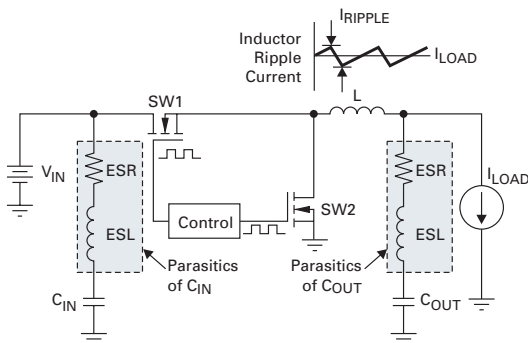 IRIPPLE
Inductor
Ripple
Current
ILOAD
L
SW1
VIN
ESR
ESL
Control
SW2
ESR
ESL
ILOAD
Parasitics
of CIN
Parasitics
of COUT
CIN
COUT